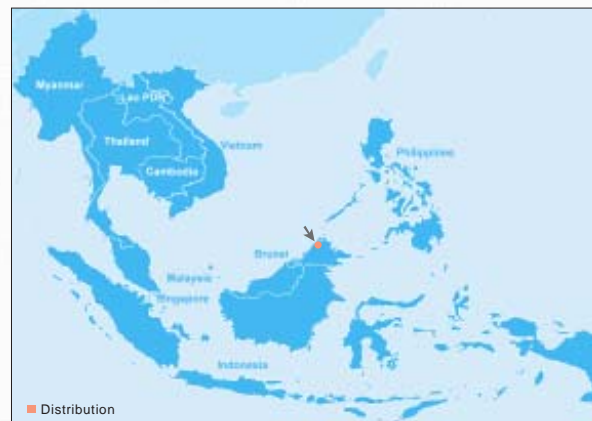 Myanmar
Lao PDR
Thailand
Vietnam
Cambodia
Philippines
Brunei
Malaysia
Singapore
Indonesia
Distribution